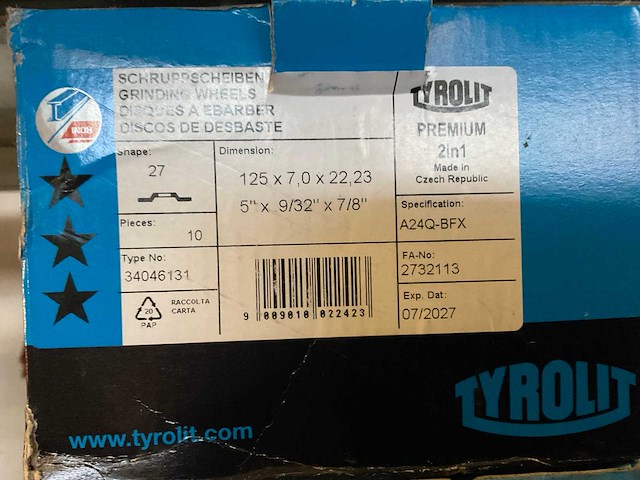 SCHRUPPSCHEIBEN
GRINDING WHEELS
DISQUES A EBARBER
DISCOS DE DESBASTE
INOX
TYROLIT
PREMIUM
2in1
Made in
Czech Republic
Shape:
27
Dimension:
125 x 7,0 x 22,23
5" x 9/32" x 7/8"
Specification:
A24Q-BFX
Pieces:
10
Type No:
34046131
FA-No:
2732113
20
PAP
RACCOLTA
CARTA
9 009010 022423
Exp. Dat:
07/2027
TYROLIT
www.tyrolit.com